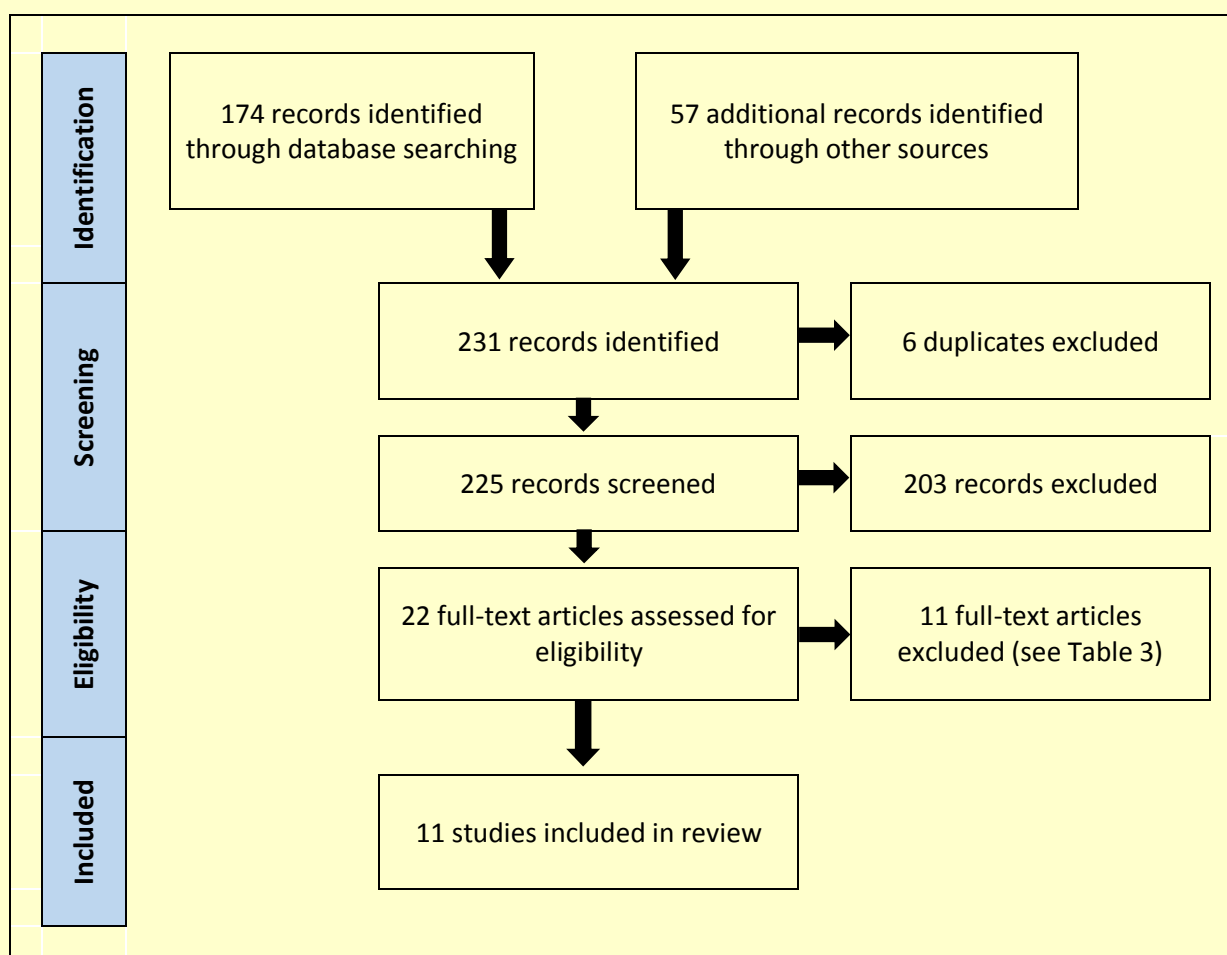 Identification
174 records identified
through database searching
57 additional records identified
through other sources
Screening
231 records identified
6 duplicates excluded
225 records screened
203 records excluded
Eligibility
22 full-text articles assessed for
eligibility
11 full-text articles
excluded (see Table 3)
Included
11 studies included in review